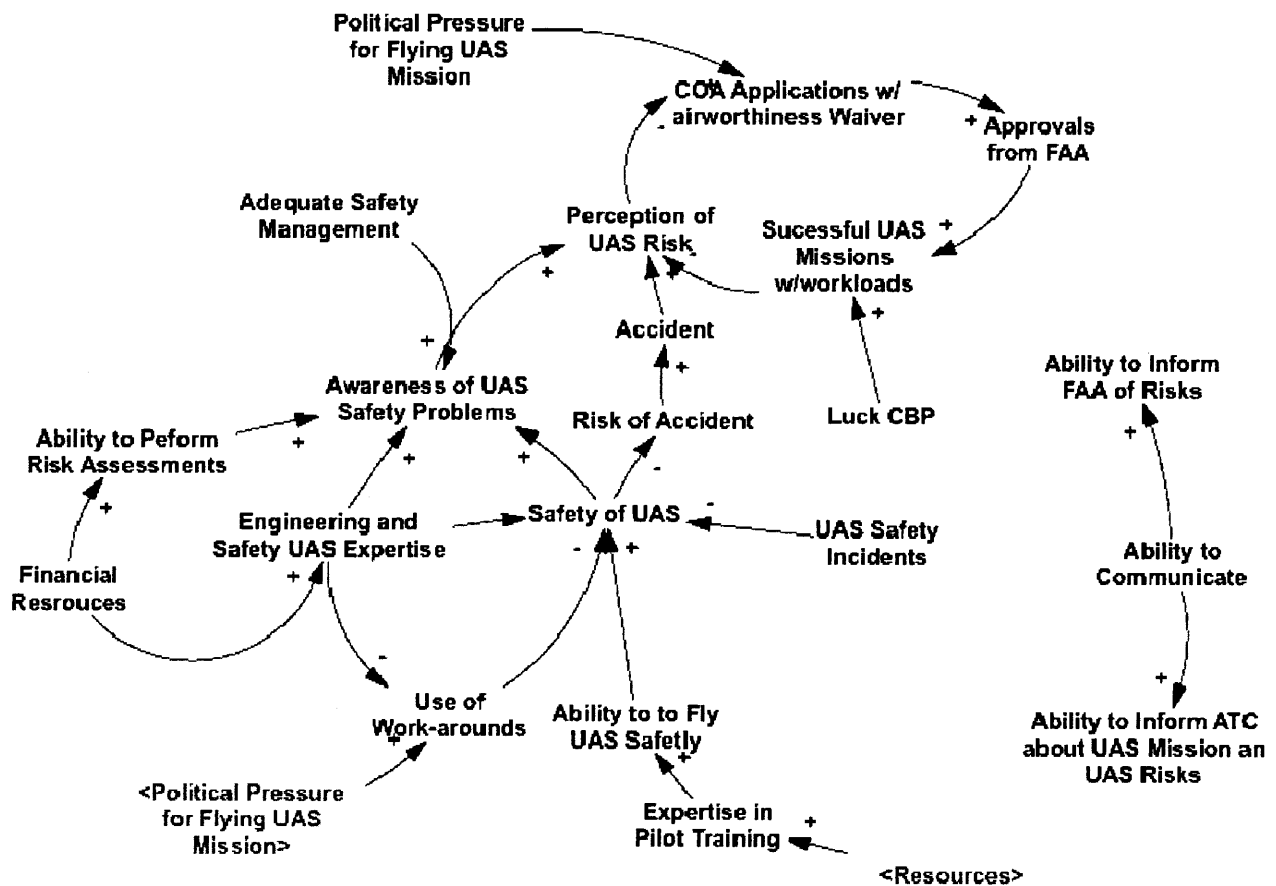 Political Pressure
for Flying UAS
Mission
COA Applications w/
airworthiness Waiver
+
-
+
Approvals
from FAA
Adequate Safety
Management
Perception of
UAS Risk
-
+
+
Sucessful UAS
Missions
w/workloads
+
+
Accident
+
Luck CBP
Risk of Accident
-
+
Awareness of UAS
Safety Problems
+
+
+
Ability to Peform
Risk Assessments
+
Financial
Resrouces
Engineering and
Safety UAS Expertise
+
Safety of UAS
-
-
+
UAS Safety
Incidents
Ability to Inform
FAA of Risks
+
Ability to
Communicate
+
Ability to Inform ATC
about UAS Mission an
UAS Risks
-
Use of
Work-arounds
+
<Political Pressure
for Flying UAS
Mission>
Ability to to Fly
UAS Safetly
+
Expertise in
Pilot Training
+
<Resources>